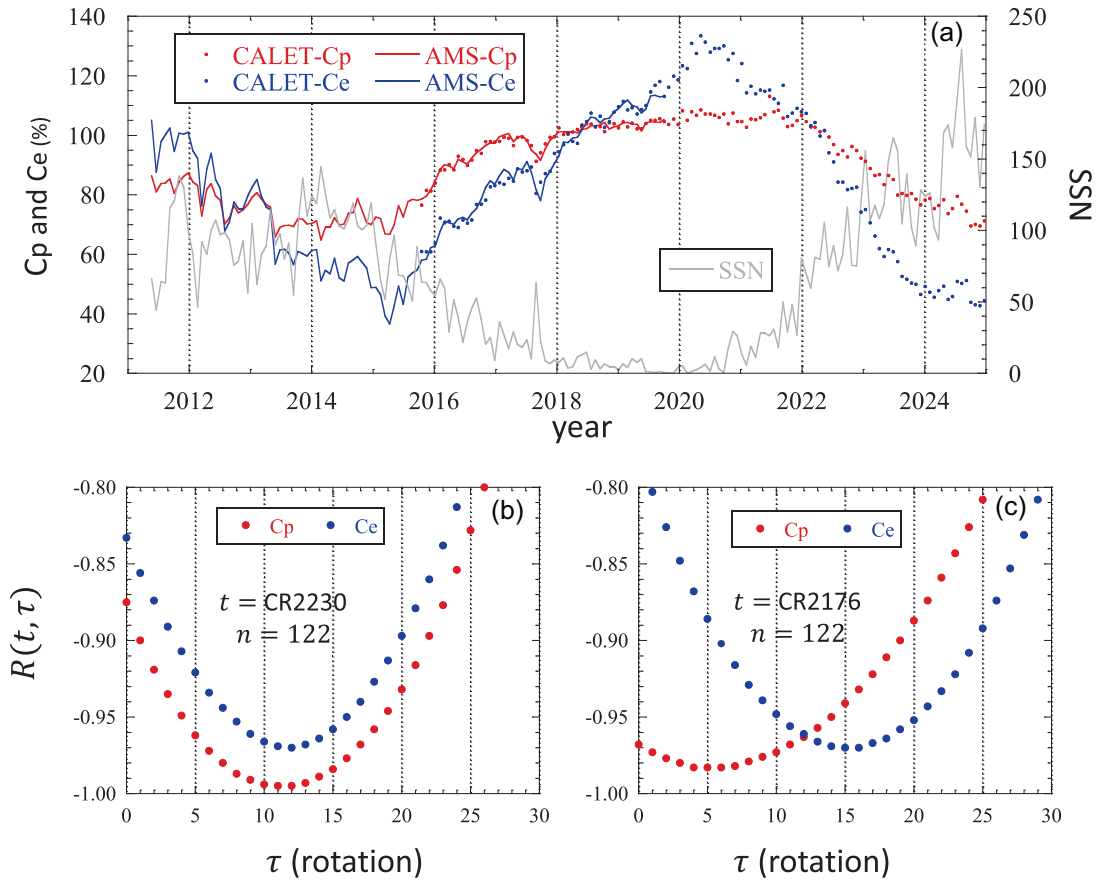 (a)
CALET-Cp AMS-Cp
CALET-Ce AMS-Ce
SSN
140
120
100
80
60
40
20
Cp and Ce (%)
250
200
150
100
50
0
SSN
2012 2014 2016 2018 2020 2022 2024
year
(b)
Cp Ce
t = CR2230
n = 122
-0.80
-0.85
-0.90
-0.95
-1.00
R(t, τ)
0 5 10 15 20 25 30
τ (rotation)
(c)
Cp Ce
t = CR2176
n = 122
-0.80
-0.85
-0.90
-0.95
-1.00
0 5 10 15 20 25 30
τ (rotation)